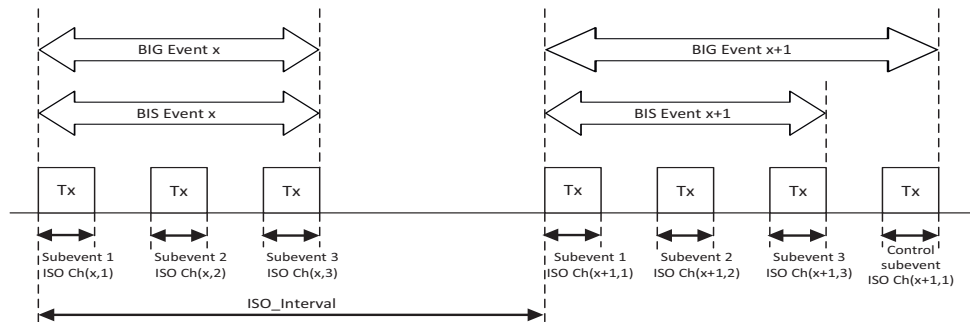 BIG Event x
BIG Event x+1
BIS Event x
BIS Event x+1
Tx
Tx
Tx
Tx
Tx
Tx
Tx
Subevent 1
ISO Ch(x,1)
Subevent 2
ISO Ch(x,2)
Subevent 3
ISO Ch(x,3)
Subevent 1
ISO Ch(x+1,1)
Subevent 2
ISO Ch(x+1,2)
Subevent 3
ISO Ch(x+1,3)
Control
subevent
ISO Ch(x+1,1)
ISO_Interval